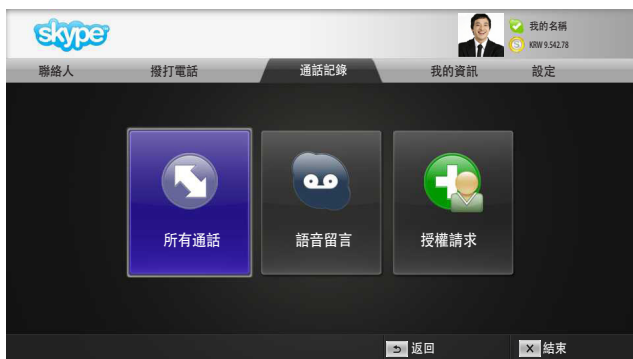 skype
我的名稱
KRW 9.542.78
聯絡人 撥打電話 通話記錄 我的資訊 設定
所有通話 語音留言 授權請求
返回 結束